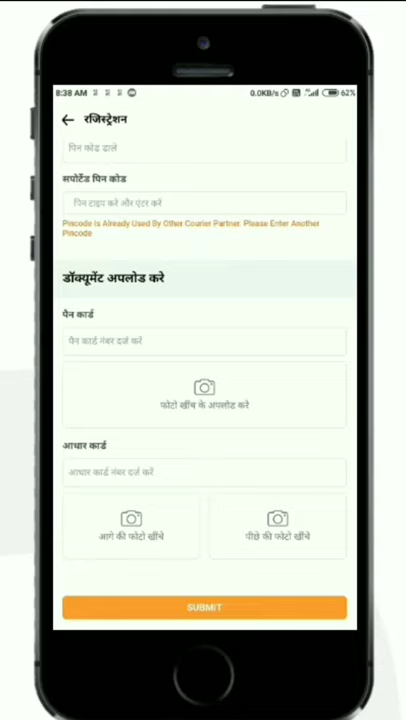 8:38 AM
0.0KB/s
62%
रजिस्ट्रेशन
पिन कोड डाले
सपोर्टेड पिन कोड
पिन टाइप करे और एंटर करे
Pincode Is Already Used By Other Courier Partner. Please Enter Another
Pincode
डॉक्यूमेंट अपलोड करे
पैन कार्ड
पैन कार्ड नंबर दर्ज करें
फोटो खींच के अपलोड करे
आधार कार्ड
आधार कार्ड नंबर दर्ज करें
आगे की फोटो खींचे
पीछे की फोटो खींचे
SUBMIT